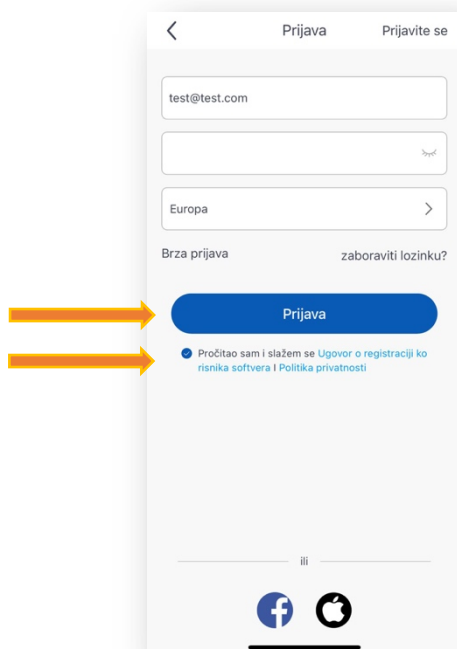 Prijava Prijavite se
test@test.com
Europa
Brza prijava zaboraviti lozinku?
Prijava
Pročitao sam i slažem se Ugovor o registraciji ko
risnika softvera I Politika privatnosti
ili